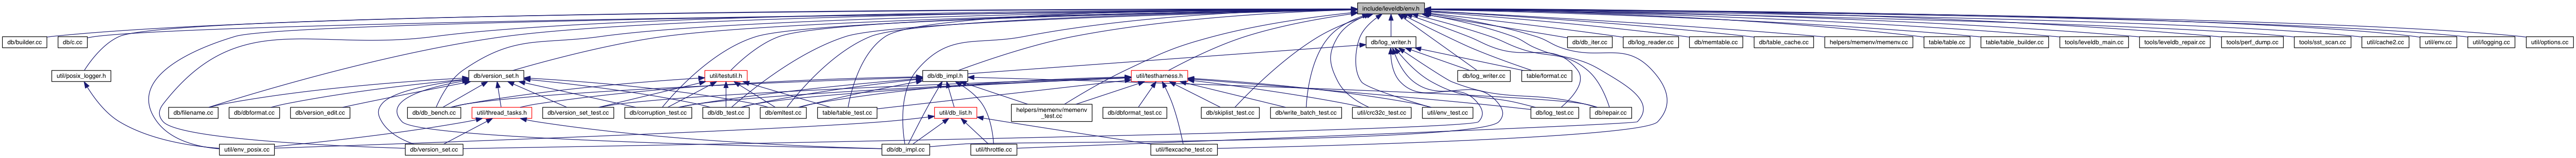 include/leveldb/env.h
db/builder.cc
db/c.cc
db/log_writer.h
db/db_iter.cc
db/log_reader.cc
db/memtable.cc
db/table_cache.cc
helpers/memenv/memenv.cc
table/table.cc
table/table_builder.cc
tools/leveldb_main.cc
tools/leveldb_repair.cc
tools/perf_dump.cc
tools/sst_scan.cc
util/cache2.cc
util/env.cc
util/logging.cc
util/options.cc
util/posix_logger.h
db/version_set.h
util/testutil.h
db/db_impl.h
util/testharness.h
db/log_writer.cc
table/format.cc
db/filename.cc
db/dbformat.cc
db/version_edit.cc
db/db_bench.cc
util/thread_tasks.h
db/version_set_test.cc
db/corruption_test.cc
db/db_test.cc
db/emltest.cc
table/table_test.cc
util/db_list.h
helpers/memenv/memenv
_test.cc
db/dbformat_test.cc
db/skiplist_test.cc
db/write_batch_test.cc
util/crc32c_test.cc
util/env_test.cc
db/log_test.cc
db/repair.cc
util/env_posix.cc
db/version_set.cc
db/db_impl.cc
util/throttle.cc
util/flexcache_test.cc